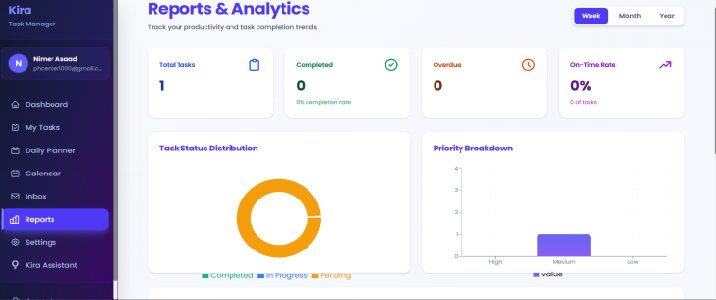 Kira
Task Manager
N
Nimer Asaad
phoenser1000@gmail.c...
Dashboard
My Tasks
Daily Planner
Calendar
Inbox
Reports
Settings
Kira Assistant
Reports & Analytics
Track your productivity and task completion trends
Week Month Year
Total Tasks
1
Completed
0
0% completion rate
Overdue
0
On-Time Rate
0%
0 of tasks
Task Status Distribution
Completed In Progress Pending
Priority Breakdown
4
3
2
1
0
High Medium Low
Value